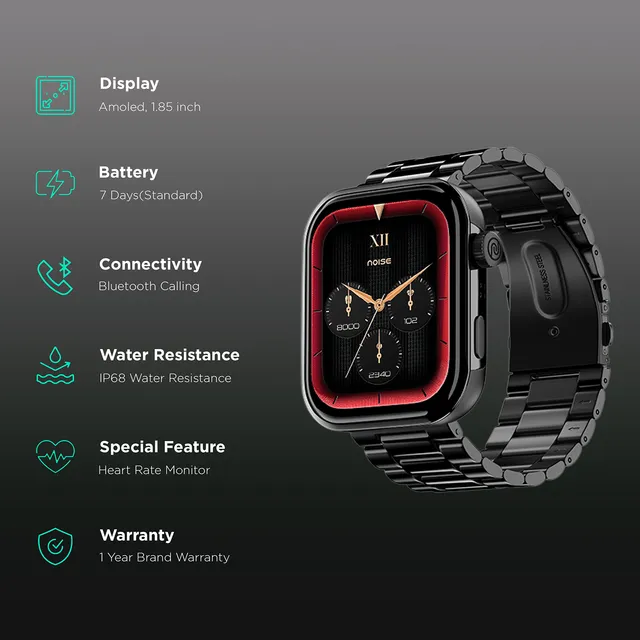 Display
Amoled, 1.85 inch
Battery
7 Days(Standard)
Connectivity
Bluetooth Calling
Water Resistance
IP68 Water Resistance
Special Feature
Heart Rate Monitor
Warranty
1 Year Brand Warranty
XII
NOISE
8000
102
2340
STAINLESS STEEL